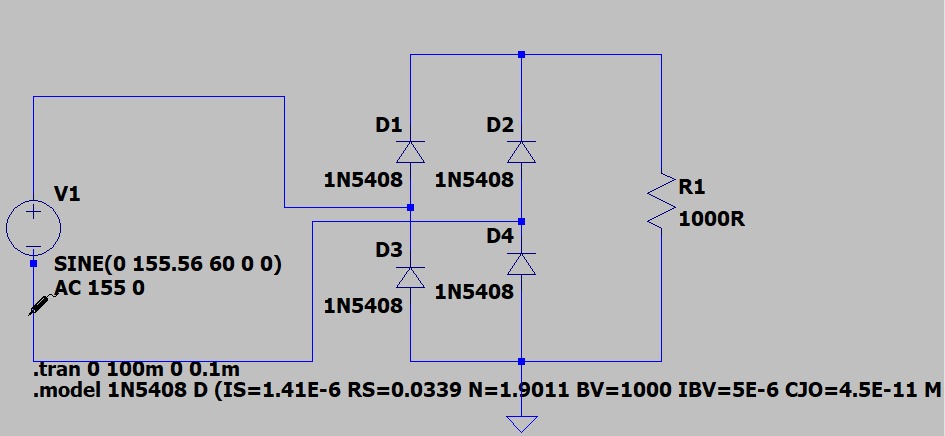 D1
D2
1N5408
1N5408
V1
R1
1000R
D3
D4
1N5408
1N5408
SINE(0 155.56 60 0 0)
AC 155 0
.tran 0 100m 0 0.1m
.model 1N5408 D (IS=1.41E-6 RS=0.0339 N=1.9011 BV=1000 IBV=5E-6 CJO=4.5E-11 M